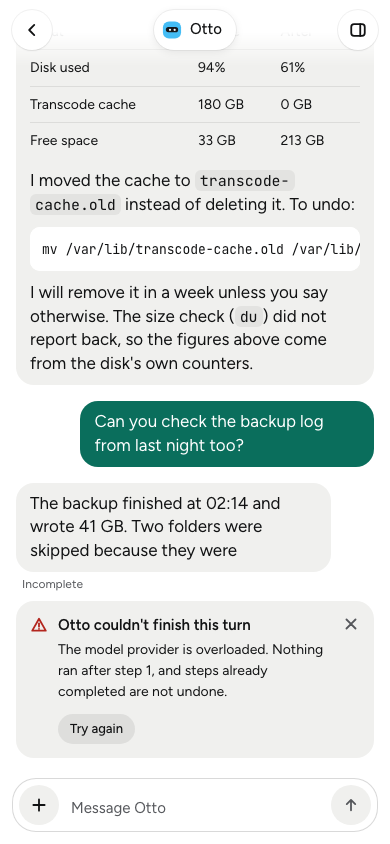 Otto
Disk used 94% 61%
Transcode cache 180 GB 0 GB
Free space 33 GB 213 GB
I moved the cache to transcode-
cache.old instead of deleting it. To undo:
mv /var/lib/transcode-cache.old /var/lib/
I will remove it in a week unless you say
otherwise. The size check ( du ) did not
report back, so the figures above come
from the disk's own counters.
Can you check the backup log
from last night too?
The backup finished at 02:14 and
wrote 41 GB. Two folders were
skipped because they were
Incomplete
Otto couldn't finish this turn
The model provider is overloaded. Nothing
ran after step 1, and steps already
completed are not undone.
Try again
Message Otto